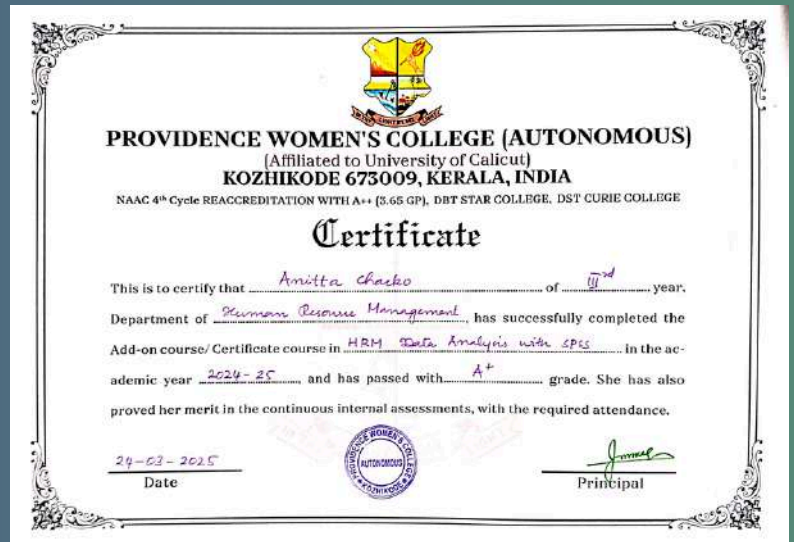 PROVIDENCE WOMEN'S COLLEGE (AUTONOMOUS)
(Affiliated to University of Calicut)
KOZHIKODE 673009, KERALA, INDIA
NAAC 4th Cycle REACCREDITATION WITH A++ (3.65 GP), DBT STAR COLLEGE, DST CURIE COLLEGE
Certificate
This is to certify that Anitta Chacko of IIIrd year,
Department of Human Resource Management, has successfully completed the
Add-on course/ Certificate course in HRM Data Analysis with SPSS in the ac-
ademic year 2024-25, and has passed with A+ grade. She has also
proved her merit in the continuous internal assessments, with the required attendance.
PROVIDENCE WOMEN'S COLLEGE
AUTONOMOUS
KOZHIKODE
24-03-2025
Date
Principal